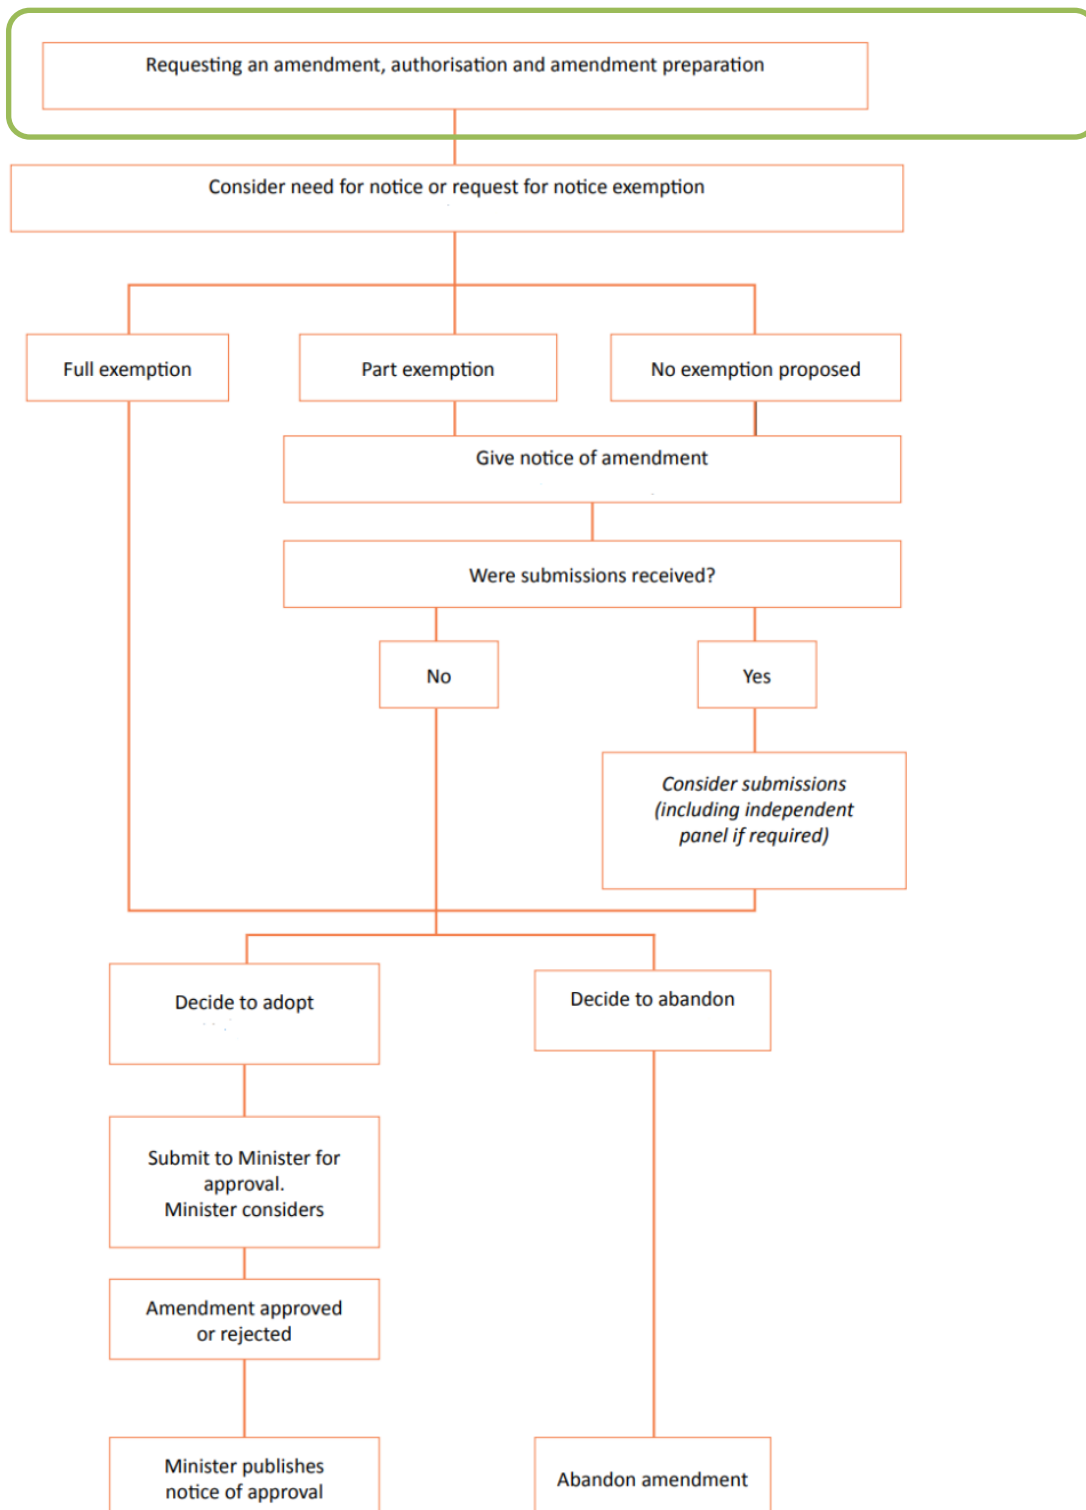 Requesting an amendment, authorisation and amendment preparation
Consider need for notice or request for notice exemption
Full exemption
Part exemption
No exemption proposed
Give notice of amendment
Were submissions received?
No
Yes
Consider submissions
(including independent
panel if required)
Decide to adopt
Decide to abandon
Submit to Minister for
approval.
Minister considers
Amendment approved
or rejected
Minister publishes
notice of approval
Abandon amendment